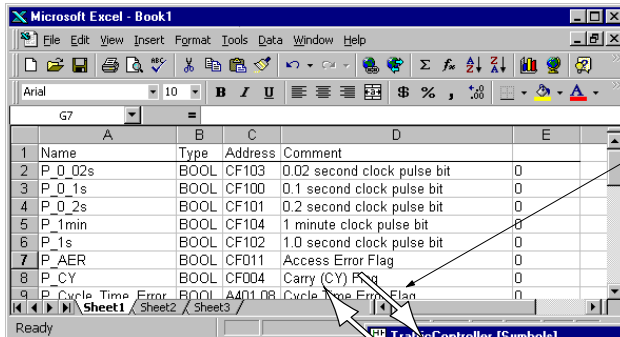 Microsoft Excel - Book1
File Edit View Insert Format Tools Data Window Help
Arial 10 B I U $ % ,
G7 =
A B C D E
1 Name Type Address Comment
2 P_0_02s BOOL CF103 0.02 second clock pulse bit 0
3 P_0_1s BOOL CF100 0.1 second clock pulse bit 0
4 P_0_2s BOOL CF101 0.2 second clock pulse bit 0
5 P_1min BOOL CF104 1 minute clock pulse bit 0
6 P_1s BOOL CF102 1.0 second clock pulse bit 0
7 P_AER BOOL CF011 Access Error Flag 0
8 P_CY BOOL CF004 Carry (CY) Flag 0
9 P_Cycle_Time_Error BOOL A401.08 Cycle Time Error Flag 0
Sheet1 Sheet2 Sheet3
Ready
TrafficController [Symbols]